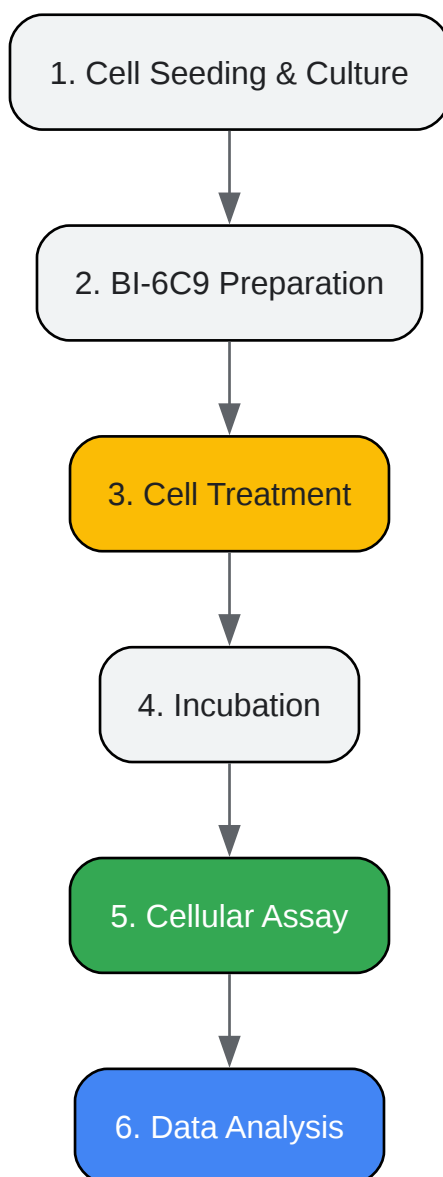 1. Cell Seeding & Culture
2. BI-6C9 Preparation
3. Cell Treatment
4. Incubation
5. Cellular Assay
6. Data Analysis